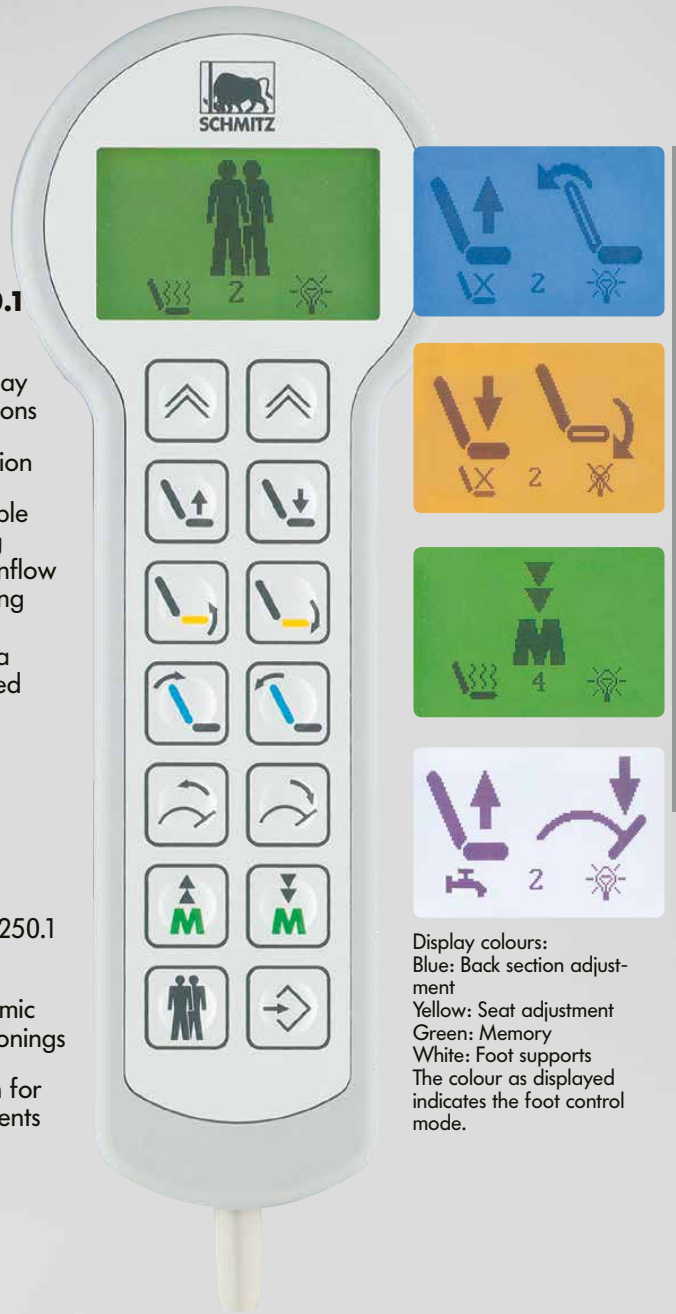 SCHMITZ
2
0.1
ay
ons
ion
ple
g
nflow
ng
a
ed
250.1
mic
onings
n for
ents
M M
2
2
4
M
2
Display colours:
Blue: Back section adjust-
ment
Yellow: Seat adjustment
Green: Memory
White: Foot supports
The colour as displayed
indicates the foot control
mode.